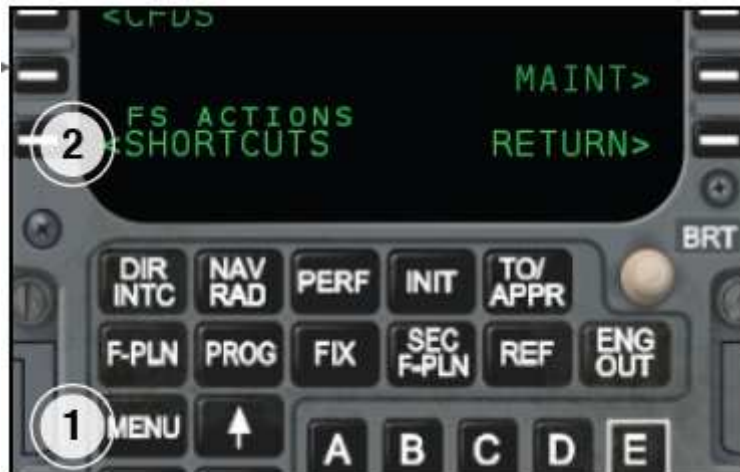 <CFDS
MAINT>
FS ACTIONS
2
<SHORTCUTS RETURN>
BRT
DIR INTC
NAV RAD
PERF
INIT
TO/ APPR
F-PLN
PROG
FIX
SEC F-PLN
REF
ENG OUT
1
MENU
A B C D E